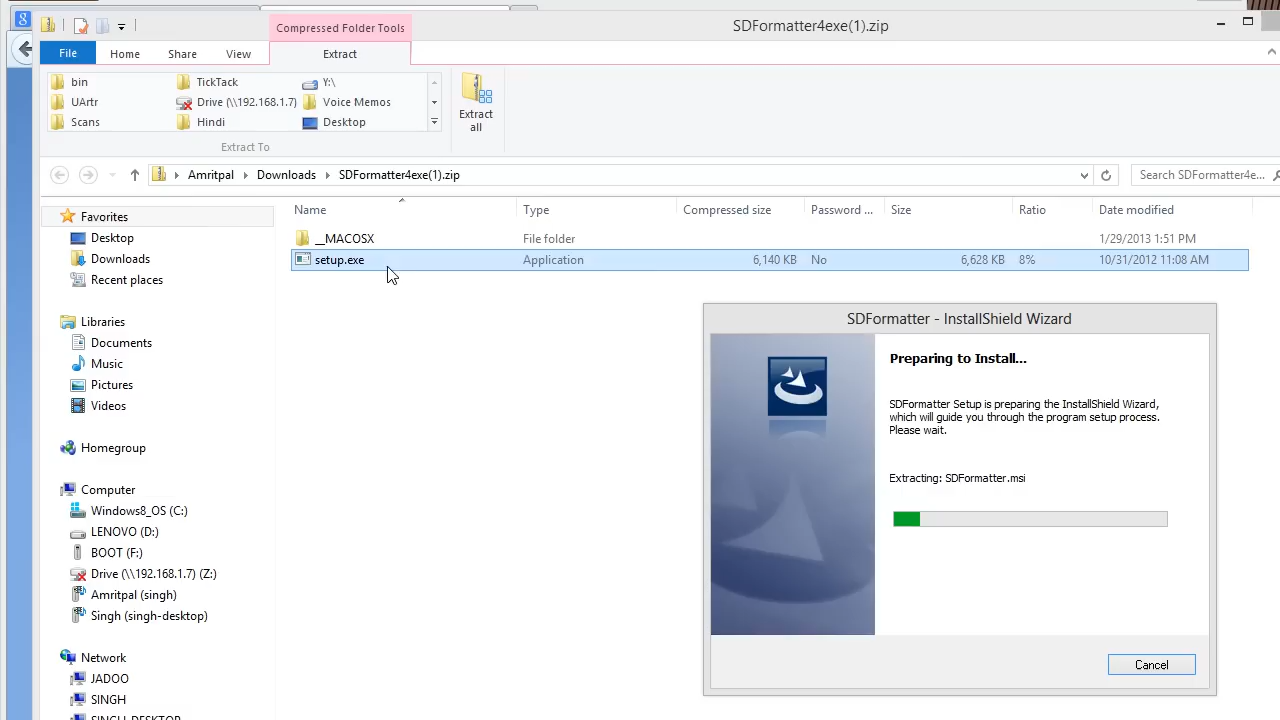 Compressed Folder Tools
SDFormatter4exe(1).zip
File Home Share View Extract
bin TickTack Y:\
UArtr Drive (\\192.168.1.7) Voice Memos
Scans Hindi Desktop
Extract all
Extract To
Amritpal Downloads SDFormatter4exe(1).zip
Search SDFormatter4e...
Name Type Compressed size Password ... Size Ratio Date modified
__MACOSX File folder 1/29/2013 1:51 PM
setup.exe Application 6,140 KB No 6,628 KB 8% 10/31/2012 11:08 AM
Favorites
Desktop
Downloads
Recent places
Libraries
Documents
Music
Pictures
Videos
Homegroup
Computer
Windows8_OS (C:)
LENOVO (D:)
BOOT (F:)
Drive (\\192.168.1.7) (Z:)
Amritpal (singh)
Singh (singh-desktop)
Network
JADOO
SINGH
SINGH-DESKTOP
SDFormatter - InstallShield Wizard
Preparing to Install...
SDFormatter Setup is preparing the InstallShield Wizard,
which will guide you through the program setup process.
Please wait.
Extracting: SDFormatter.msi
Cancel